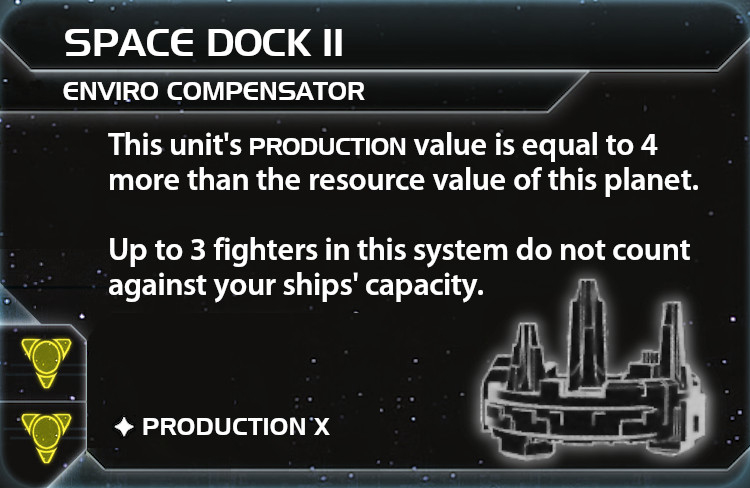 SPACE DOCK II
ENVIRO COMPENSATOR
This unit's PRODUCTION value is equal to 4
more than the resource value of this planet.
Up to 3 fighters in this system do not count
against your ships' capacity.
✦ PRODUCTION X